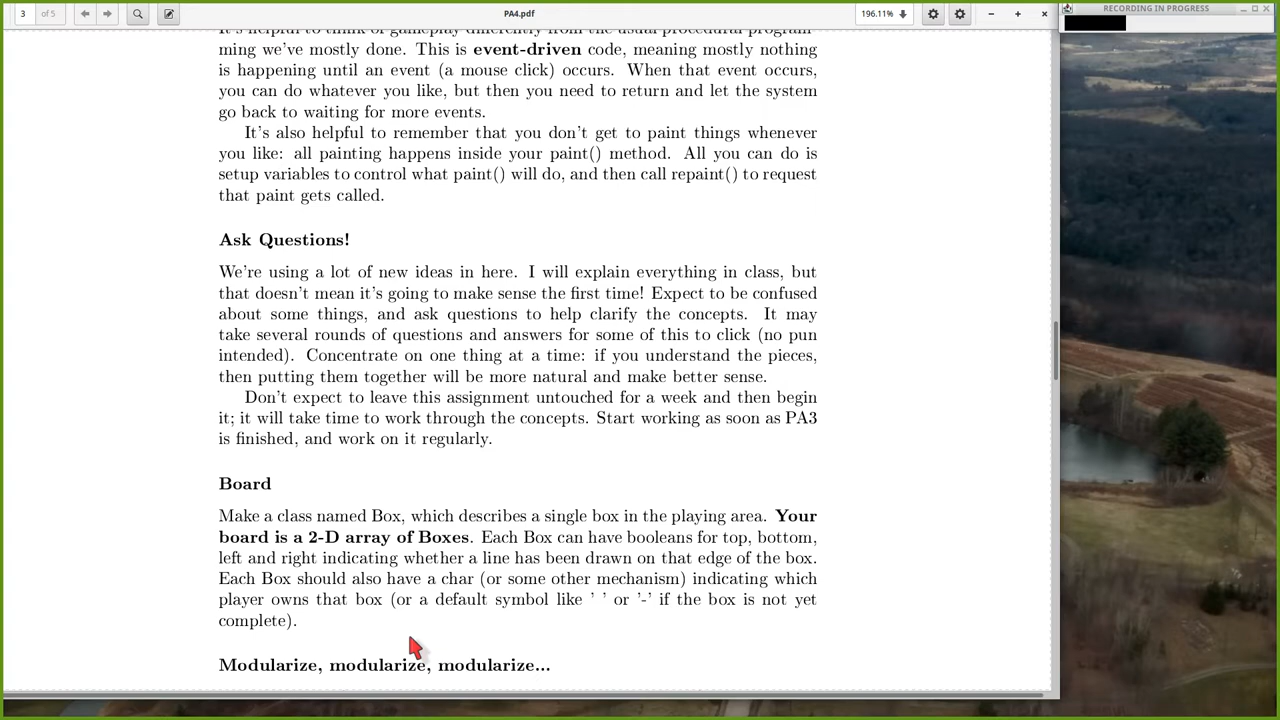 3 of 5
PA4.pdf
196.11%
RECORDING IN PROGRESS
It's helpful to think of gameplay differently from the usual procedural program-
ming we've mostly done. This is event-driven code, meaning mostly nothing
is happening until an event (a mouse click) occurs. When that event occurs,
you can do whatever you like, but then you need to return and let the system
go back to waiting for more events.
It's also helpful to remember that you don't get to paint things whenever
you like: all painting happens inside your paint() method. All you can do is
setup variables to control what paint() will do, and then call repaint() to request
that paint gets called.
Ask Questions!
We're using a lot of new ideas in here. I will explain everything in class, but
that doesn't mean it's going to make sense the first time! Expect to be confused
about some things, and ask questions to help clarify the concepts. It may
take several rounds of questions and answers for some of this to click (no pun
intended). Concentrate on one thing at a time: if you understand the pieces,
then putting them together will be more natural and make better sense.
Don't expect to leave this assignment untouched for a week and then begin
it; it will take time to work through the concepts. Start working as soon as PA3
is finished, and work on it regularly.
Board
Make a class named Box, which describes a single box in the playing area. Your
board is a 2-D array of Boxes. Each Box can have booleans for top, bottom,
left and right indicating whether a line has been drawn on that edge of the box.
Each Box should also have a char (or some other mechanism) indicating which
player owns that box (or a default symbol like ' ' or '-' if the box is not yet
complete).
Modularize, modularize, modularize...